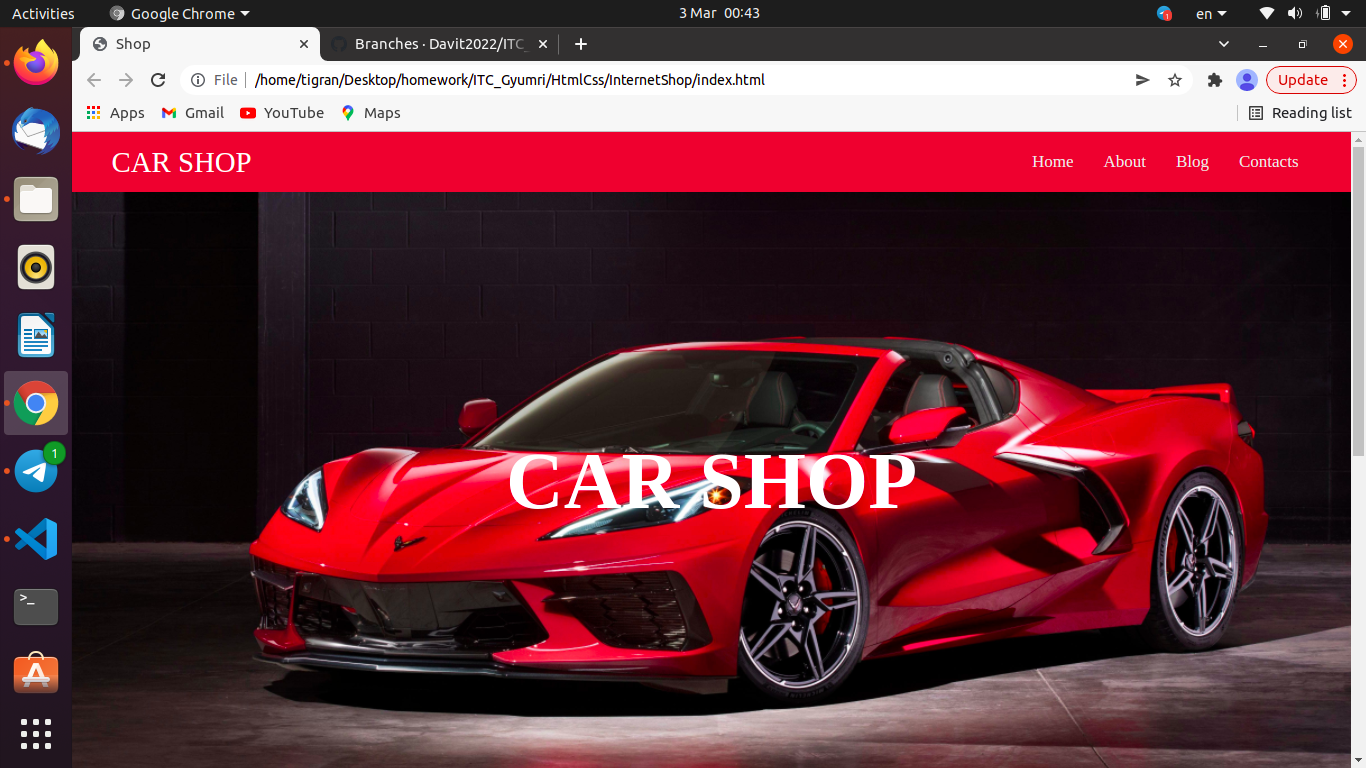 Activities Google Chrome 3 Mar 00:43 en
Shop Branches · Davit2022/ITC_
File /home/tigran/Desktop/homework/ITC_Gyumri/HtmlCss/InternetShop/index.html Update
Apps Gmail YouTube Maps Reading list
CAR SHOP Home About Blog Contacts
CAR SHOP
1
>_